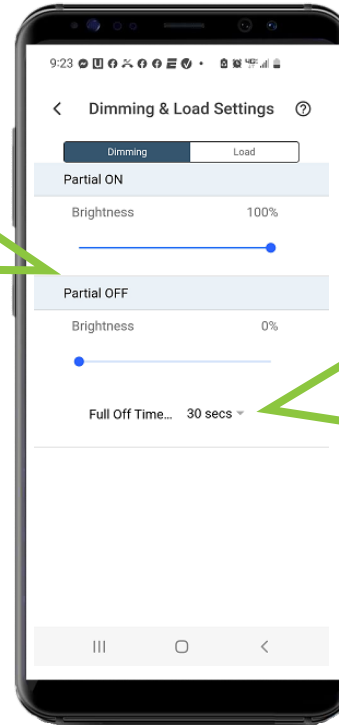 9:23
Dimming & Load Settings
Dimming Load
Partial ON
Brightness 100%
Partial OFF
Brightness 0%
Full Off Time... 30 secs